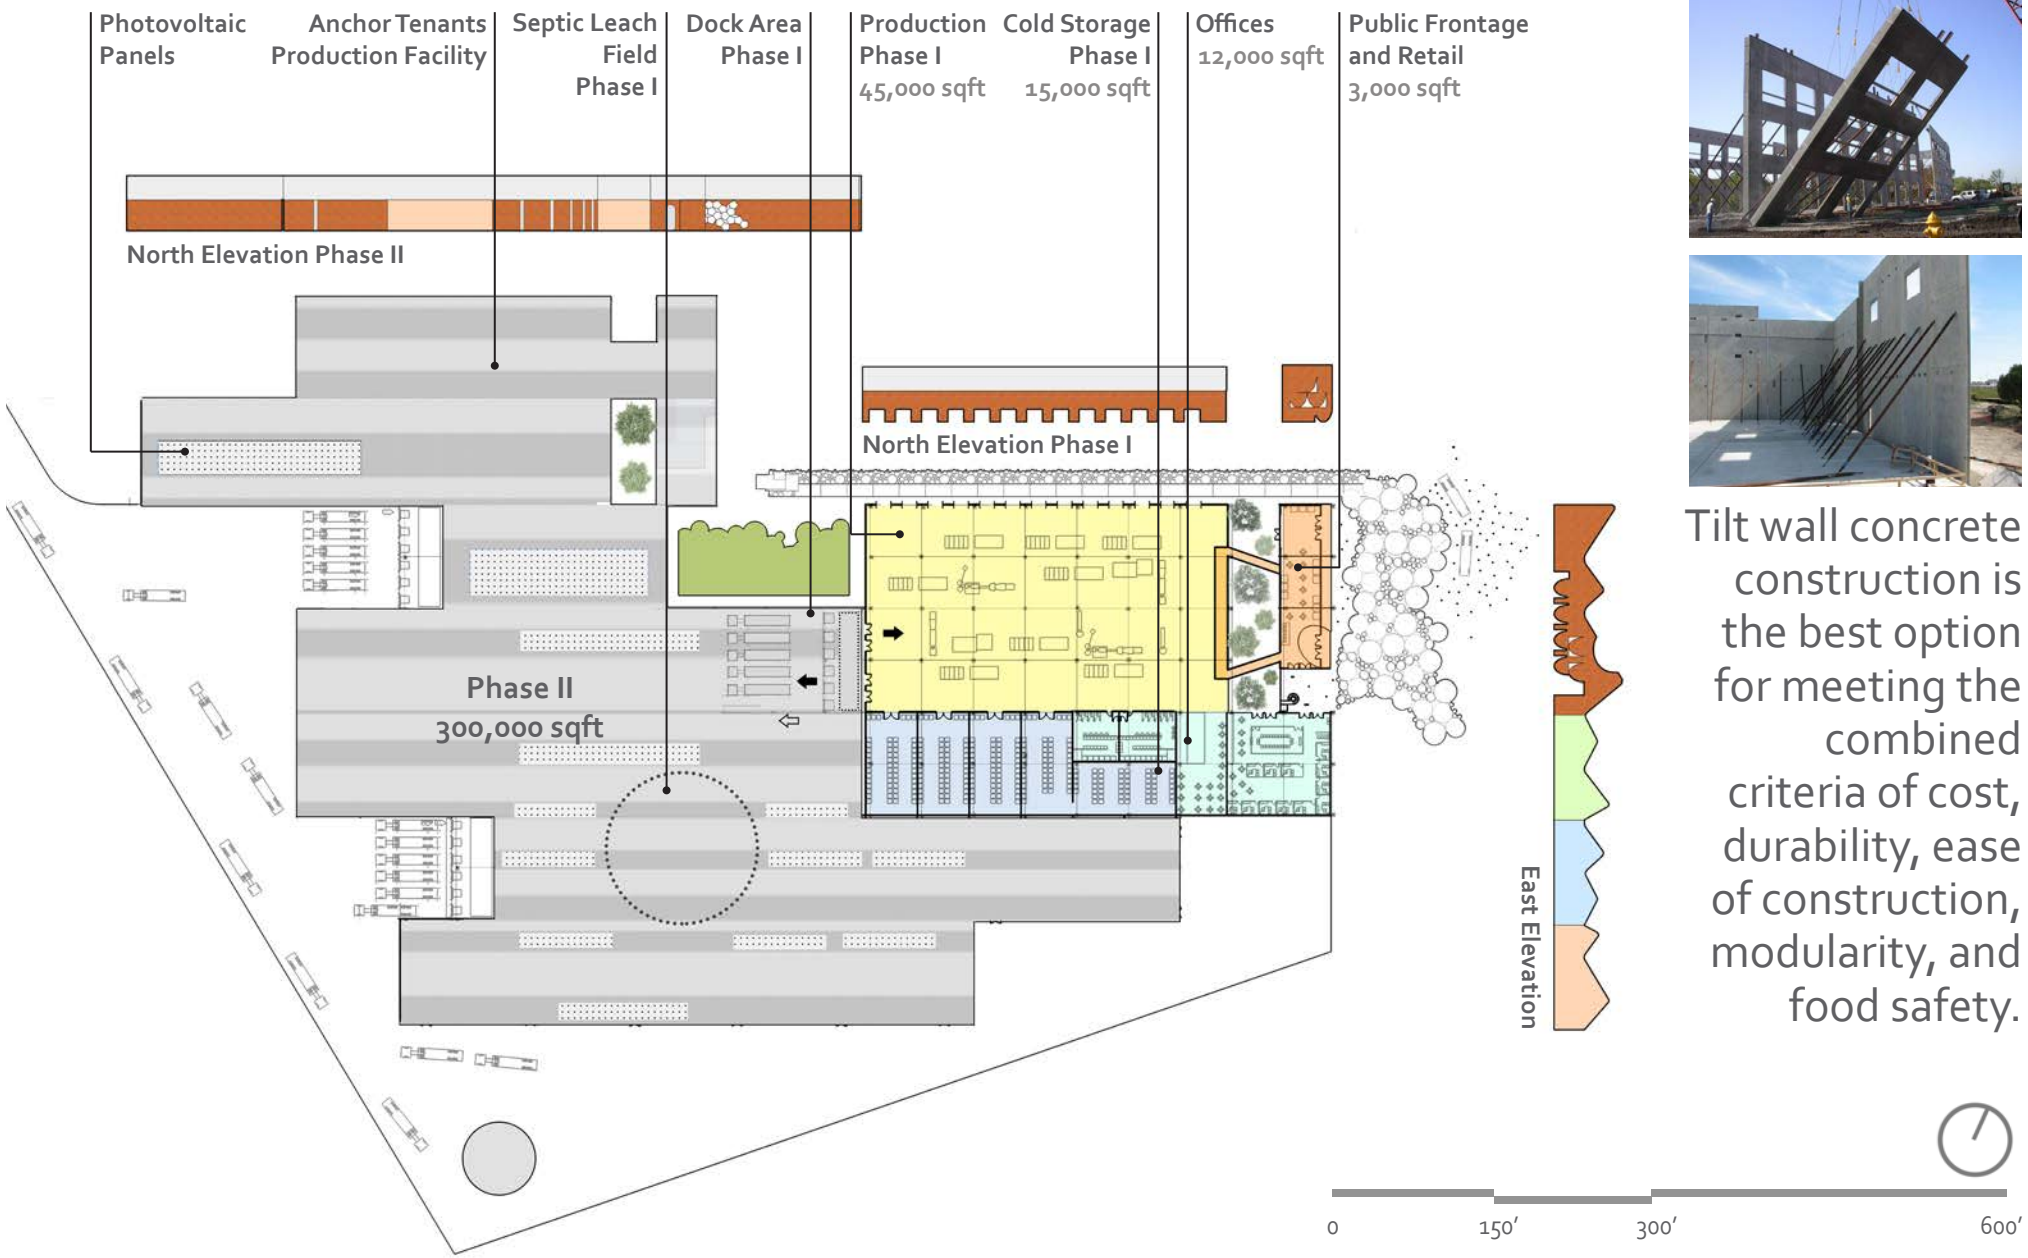 Photovoltaic
Panels
Anchor Tenants
Production Facility
Septic Leach
Field
Phase I
Dock Area
Phase I
Production
Phase I
45,000 sqft
Cold Storage
Phase I
15,000 sqft
Offices
12,000 sqft
Public Frontage
and Retail
3,000 sqft
North Elevation Phase II
North Elevation Phase I
Phase II
300,000 sqft
East Elevation
Tilt wall concrete
construction is
the best option
for meeting the
combined
criteria of cost,
durability, ease
of construction,
modularity, and
food safety.
0
150'
300'
600'